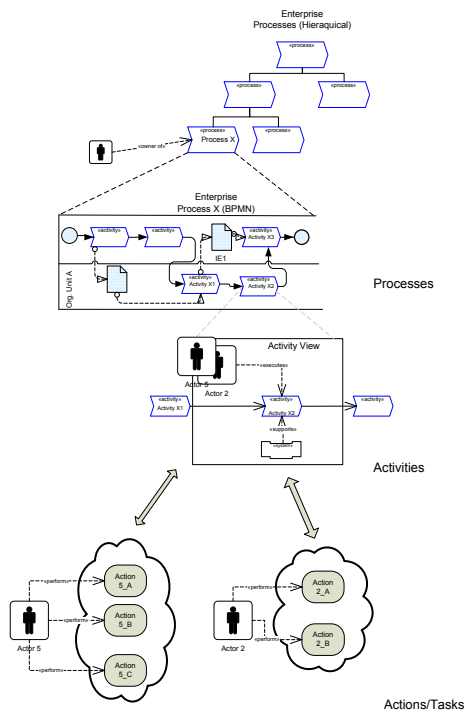 Enterprise
Processes (Hieraquical)
«process»
«process»
«process»
«process»
Process X
«process»
«owner of»
Enterprise
Process X (BPMN)
«activity»
«activity»
«activity»
Activity X3
IE1
Org. Unit A
«activity»
Activity X1
«activity»
Activity X2
Processes
Activity View
«executes»
Actor 5
Actor 2
«activity»
Activity X1
«activity»
Activity X2
«activity»
«supports»
«system»
Activities
Action
5_A
«perform»
Action
5_B
«perform»
Actor 5
«perform»
Action
5_C
Action
2_A
«perform»
Actor 2
«perform»
Action
2_B
Actions/Tasks